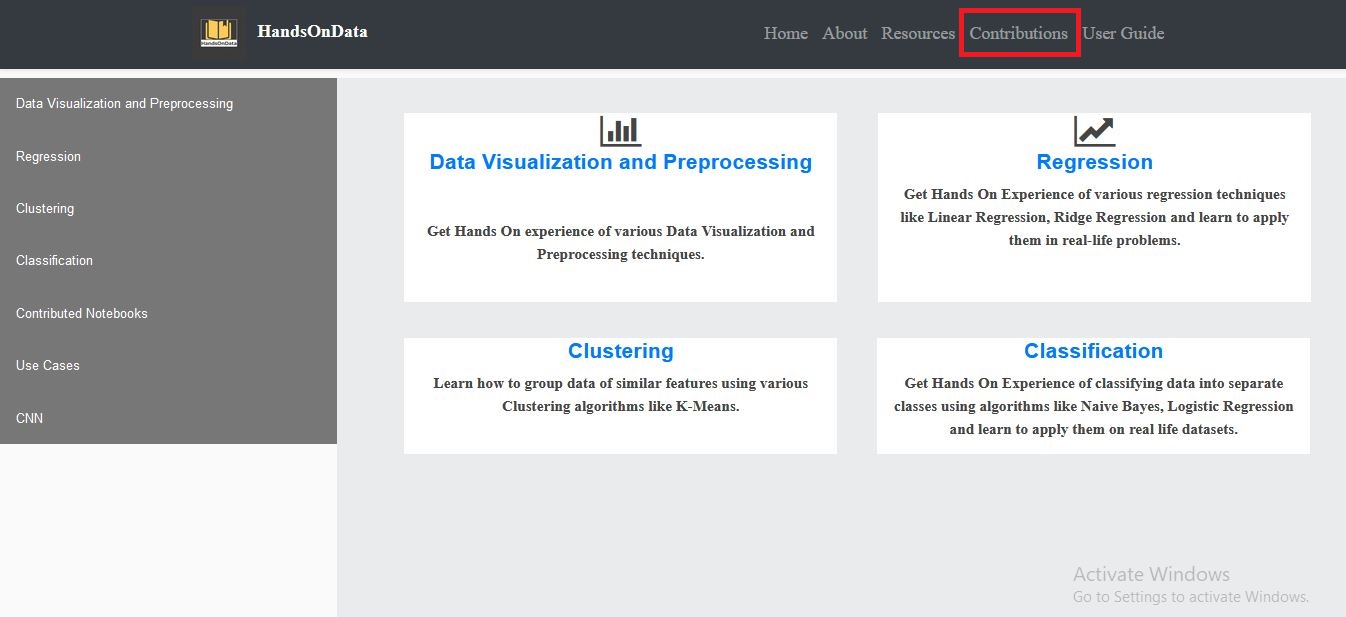 HandsOnData
HandsOnData
Home About Resources Contributions User Guide
Data Visualization and Preprocessing
Regression
Clustering
Classification
Contributed Notebooks
Use Cases
CNN
Data Visualization and Preprocessing
Get Hands On experience of various Data Visualization and
Preprocessing techniques.
Regression
Get Hands On Experience of various regression techniques
like Linear Regression, Ridge Regression and learn to apply
them in real-life problems.
Clustering
Learn how to group data of similar features using various
Clustering algorithms like K-Means.
Classification
Get Hands On Experience of classifying data into separate
classes using algorithms like Naive Bayes, Logistic Regression
and learn to apply them on real life datasets.
Activate Windows
Go to Settings to activate Windows.